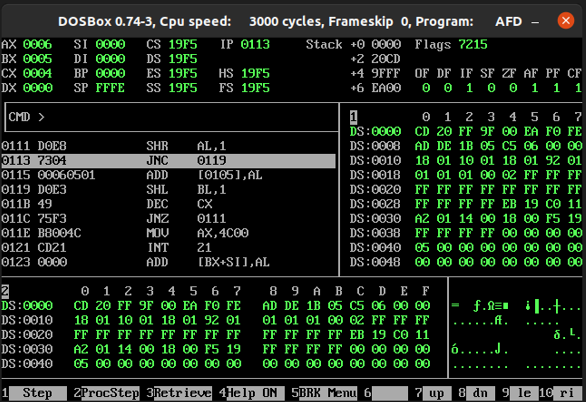 DOSBox 0.74-3, Cpu speed: 3000 cycles, Frameskip 0, Program: AFD
AX 0006 SI 0000 CS 19F5 IP 0113 Stack +0 0000 Flags 7215
BX 0005 DI 0000 DS 19F5 +2 20CD
CX 0004 BP 0000 ES 19F5 HS 19F5 +4 9FFF OF DF IF SF ZF AF PF CF
DX 0000 SP FFFE SS 19F5 FS 19F5 +6 EA00 0 0 1 0 0 1 1 1
CMD >
1 0 1 2 3 4 5 6 7
DS:0000 CD 20 FF 9F 00 EA F0 FE
DS:0008 AD DE 1B 05 C5 06 00 00
DS:0010 18 01 10 01 18 01 92 01
DS:0018 01 01 01 00 02 FF FF FF
DS:0020 FF FF FF FF FF FF FF FF
DS:0028 FF FF FF FF EB 19 C0 11
DS:0030 A2 01 14 00 18 00 F5 19
DS:0038 FF FF FF FF 00 00 00 00
DS:0040 05 00 00 00 00 00 00 00
DS:0048 00 00 00 00 00 00 00 00
0111 D0E8 SHR AL,1
0113 7304 JNC 0119
0115 00060501 ADD [0105],AL
0119 D0E3 SHL BL,1
011B 49 DEC CX
011C 75F3 JNZ 0111
011E B8004C MOV AX,4C00
0121 CD21 INT 21
0123 0000 ADD [BX+SI],AL
2 0 1 2 3 4 5 6 7 8 9 A B C D E F
DS:0000 CD 20 FF 9F 00 EA F0 FE AD DE 1B 05 C5 06 00 00
DS:0010 18 01 10 01 18 01 92 01 01 01 01 00 02 FF FF FF
DS:0020 FF FF FF FF FF FF FF FF FF FF FF FF EB 19 C0 11
DS:0030 A2 01 14 00 18 00 F5 19 FF FF FF FF 00 00 00 00
DS:0040 05 00 00 00 00 00 00 00 00 00 00 00 00 00 00 00
1 Step 2 ProcStep 3 Retrieve 4 Help ON 5 BRK Menu 6 7 up 8 dn 9 le 10 ri